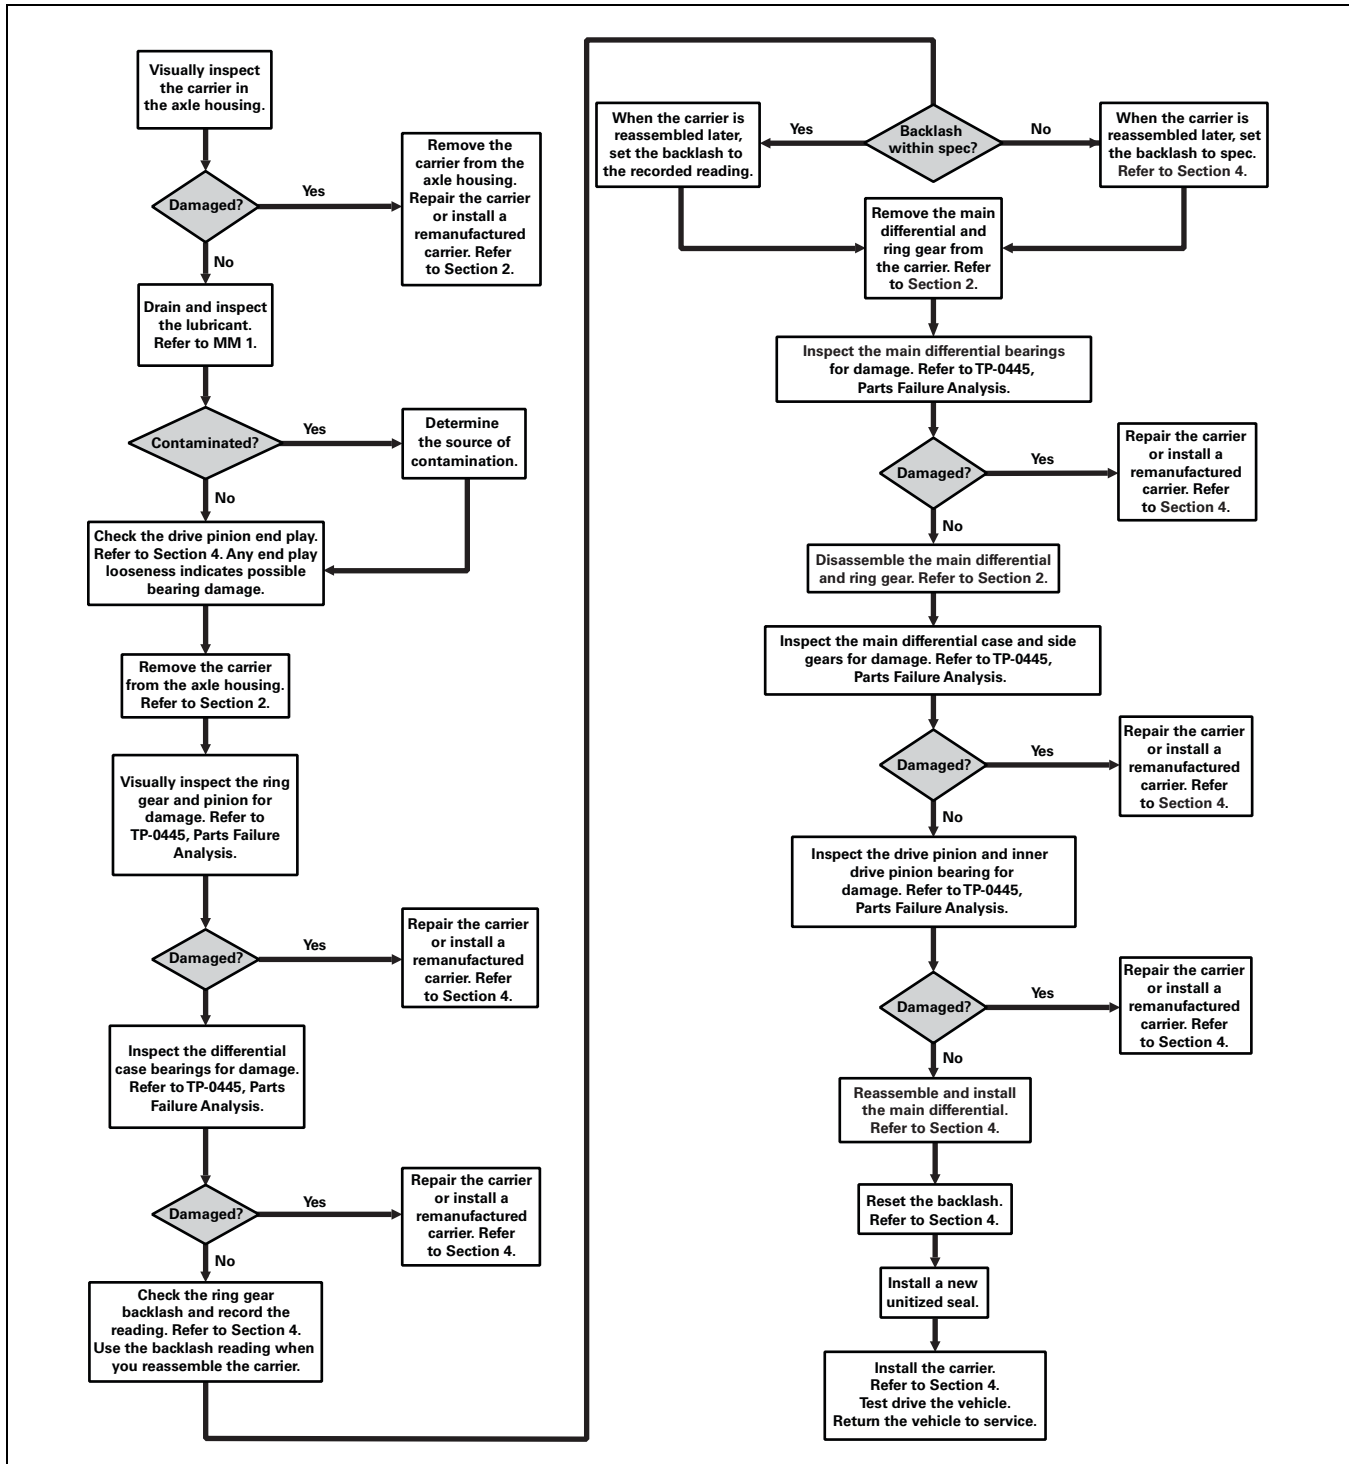 Visually inspect
the carrier in
the axle housing.
Damaged?
Yes
Remove the
carrier from the
axle housing.
Repair the carrier
or install a
remanufactured
carrier. Refer
to Section 2.
No
Drain and inspect
the lubricant.
Refer to MM 1.
Contaminated?
Yes
Determine
the source of
contamination.
No
Check the drive pinion end play.
Refer to Section 4. Any end play
looseness indicates possible
bearing damage.
Remove the carrier
from the axle housing.
Refer to Section 2.
Visually inspect the ring
gear and pinion for
damage. Refer to
TP-0445, Parts Failure
Analysis.
Damaged?
Yes
Repair the carrier
or install a
remanufactured
carrier. Refer
to Section 4.
Inspect the differential
case bearings for damage.
Refer to TP-0445, Parts
Failure Analysis.
Damaged?
Yes
Repair the carrier
or install a
remanufactured
carrier. Refer
to Section 4.
No
Check the ring gear
backlash and record the
reading. Refer to Section 4.
Use the backlash reading when
you reassemble the carrier.
Backlash
within spec?
Yes
When the carrier is
reassembled later,
set the backlash to
the recorded reading.
No
When the carrier is
reassembled later, set
the backlash to spec.
Refer to Section 4.
Remove the main
differential and
ring gear from
the carrier. Refer
to Section 2.
Inspect the main differential bearings
for damage. Refer to TP-0445,
Parts Failure Analysis.
Damaged?
Yes
Repair the carrier
or install a
remanufactured
carrier. Refer
to Section 4.
No
Disassemble the main differential
and ring gear. Refer to Section 2.
Inspect the main differential case and side
gears for damage. Refer to TP-0445,
Parts Failure Analysis.
Damaged?
Yes
Repair the carrier
or install a
remanufactured
carrier. Refer
to Section 4.
No
Inspect the drive pinion and inner
drive pinion bearing for
damage. Refer to TP-0445,
Parts Failure Analysis.
Damaged?
Yes
Repair the carrier
or install a
remanufactured
carrier. Refer
to Section 4.
No
Reassemble and install
the main differential.
Refer to Section 4.
Reset the backlash.
Refer to Section 4.
Install a new
unitized seal.
Install the carrier.
Refer to Section 4.
Test drive the vehicle.
Return the vehicle to service.